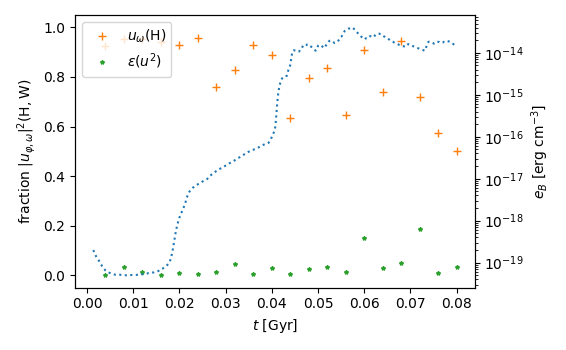 1.0
0.8
0.6
0.4
0.2
0.0
fraction |u_{φ,ω}|²(H, W)
u_ω(H)
ε(u²)
10⁻¹⁴
10⁻¹⁵
10⁻¹⁶
10⁻¹⁷
10⁻¹⁸
10⁻¹⁹
e_B [erg cm⁻³]
0.00 0.01 0.02 0.03 0.04 0.05 0.06 0.07 0.08
t [Gyr]